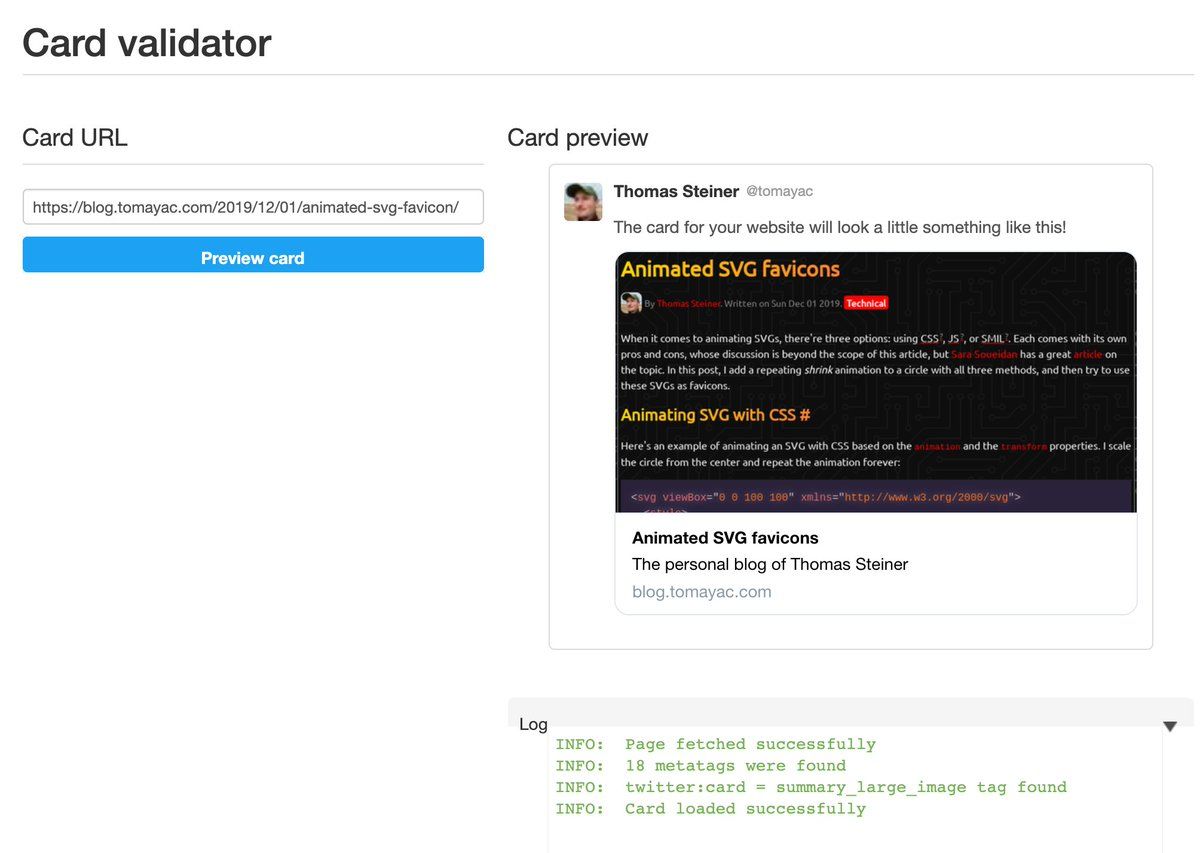 Card validator
Card URL
https://blog.tomayac.com/2019/12/01/animated-svg-favicon/
Preview card
Card preview
Thomas Steiner @tomayac
The card for your website will look a little something like this!
Animated SVG favicons
By Thomas Steiner. Written on Sun Dec 01 2019. Technical
When it comes to animating SVGs, there're three options: using CSS?, JS?, or SMIL?. Each comes with its own
pros and cons, whose discussion is beyond the scope of this article, but Sara Soueidan has a great article on
the topic. In this post, I add a repeating shrink animation to a circle with all three methods, and then try to use
these SVGs as favicons.
Animating SVG with CSS #
Here's an example of animating an SVG with CSS based on the animation and the transform properties. I scale
the circle from the center and repeat the animation forever:
<svg viewBox="0 0 100 100" xmlns="http://www.w3.org/2000/svg">
<style>
Animated SVG favicons
The personal blog of Thomas Steiner
blog.tomayac.com
Log
INFO: Page fetched successfully
INFO: 18 metatags were found
INFO: twitter:card = summary_large_image tag found
INFO: Card loaded successfully